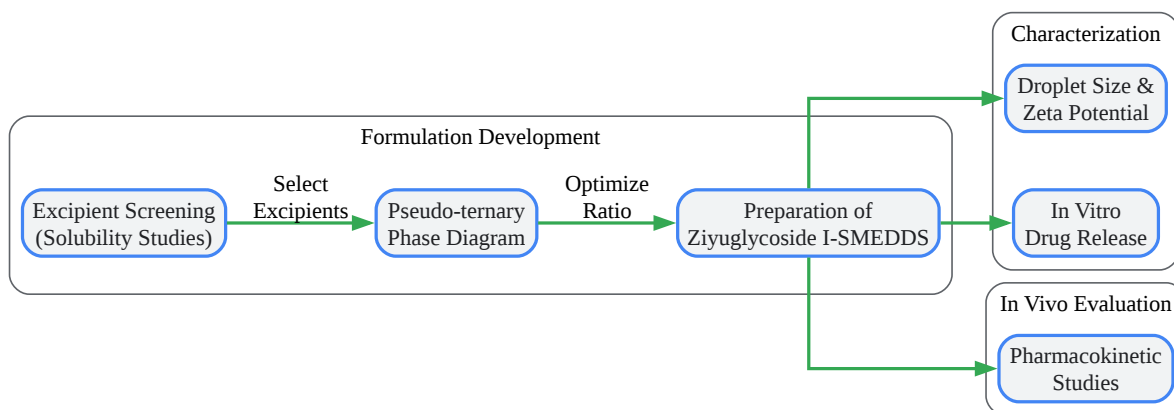 Formulation Development
Excipient Screening
(Solubility Studies)
Select
Excipients
Pseudo-ternary
Phase Diagram
Optimize
Ratio
Preparation of
Ziyuglycoside I-SMEDDS
Characterization
Droplet Size &
Zeta Potential
In Vitro
Drug Release
In Vivo Evaluation
Pharmacokinetic
Studies